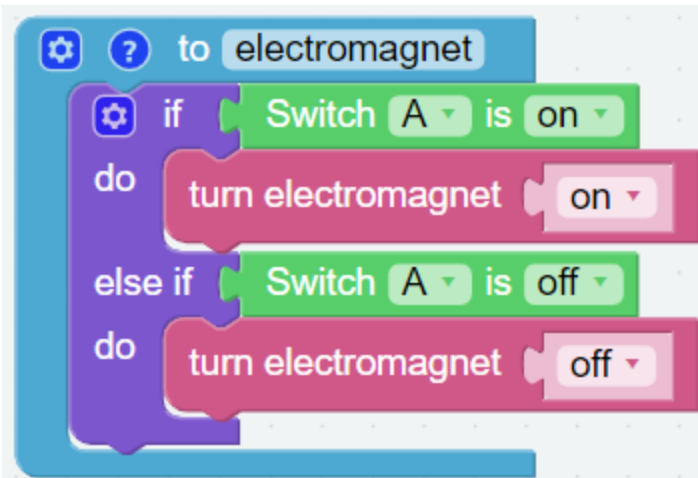 ? to electromagnet
if Switch A is on
do turn electromagnet on
else if Switch A is off
do turn electromagnet off